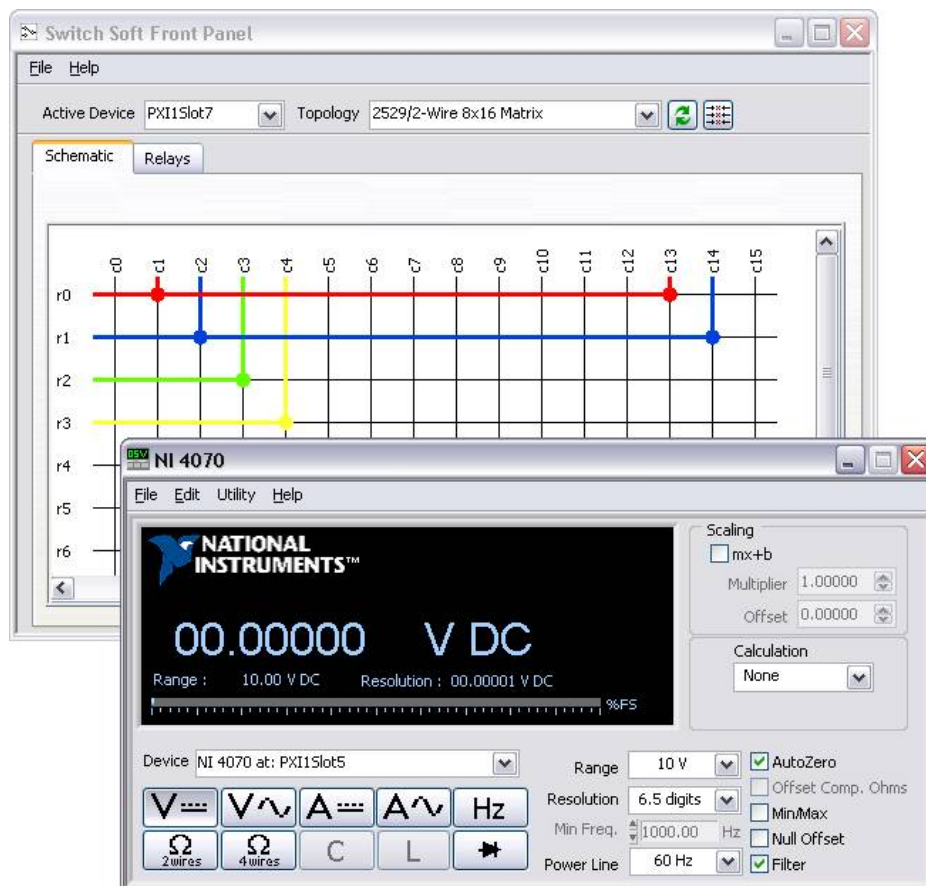 Switch Soft Front Panel
File Help
Active Device PXI1Slot7 Topology 2529/2-Wire 8x16 Matrix
Schematic Relays
c0 c1 c2 c3 c4 c5 c6 c7 c8 c9 c10 c11 c12 c13 c14 c15
r0
r1
r2
r3
r4
r5
r6
NI 4070
File Edit Utility Help
NATIONAL
INSTRUMENTS™
00.00000 V DC
Range : 10.00 V DC Resolution : 00.00001 V DC
%FS
Scaling
mx+b
Multiplier 1.00000
Offset 0.00000
Calculation
None
Device NI 4070 at: PXI1Slot5
V V A A Hz
Ω 2wires Ω 4wires C L
Range 10 V
Resolution 6.5 digits
Min Freq. 1000.00 Hz
Power Line 60 Hz
AutoZero
Offset Comp. Ohms
Min/Max
Null Offset
Filter